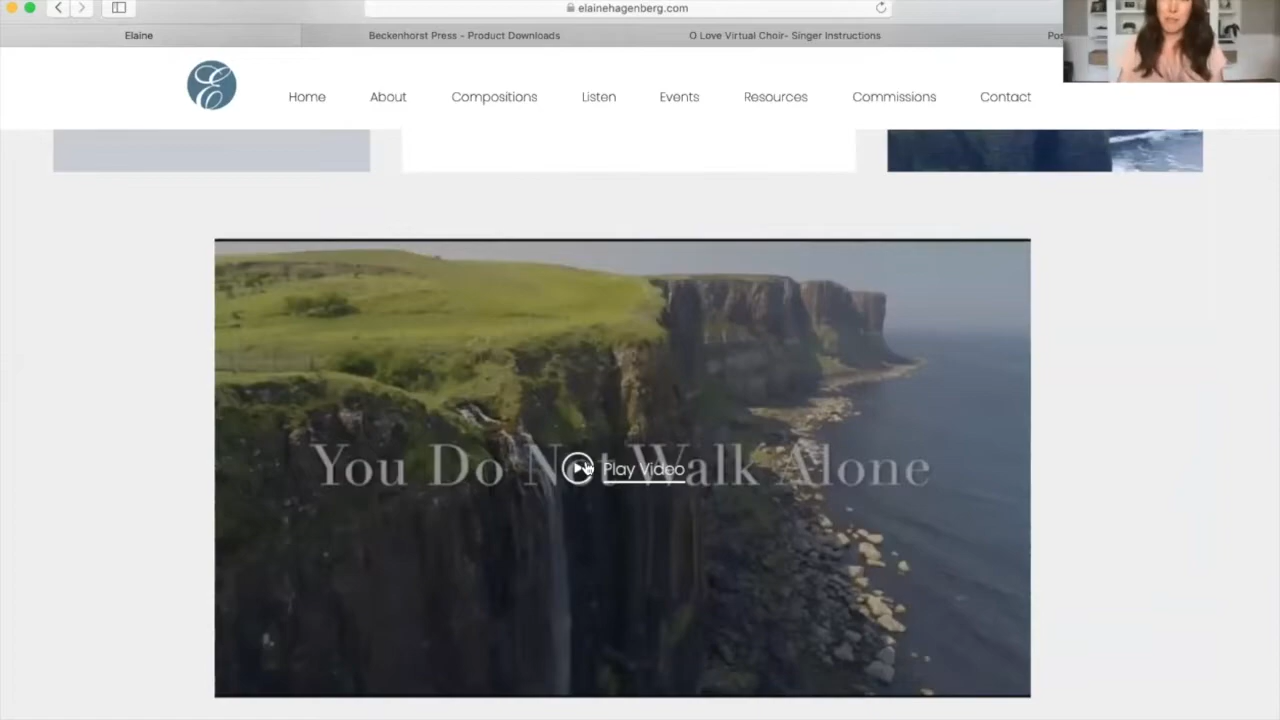 elainehagenberg.com
Elaine
Beckenhorst Press - Product Downloads
O Love Virtual Choir- Singer Instructions
Pos
E
Home
About
Compositions
Listen
Events
Resources
Commissions
Contact
You Do Not Walk Alone
Play Video